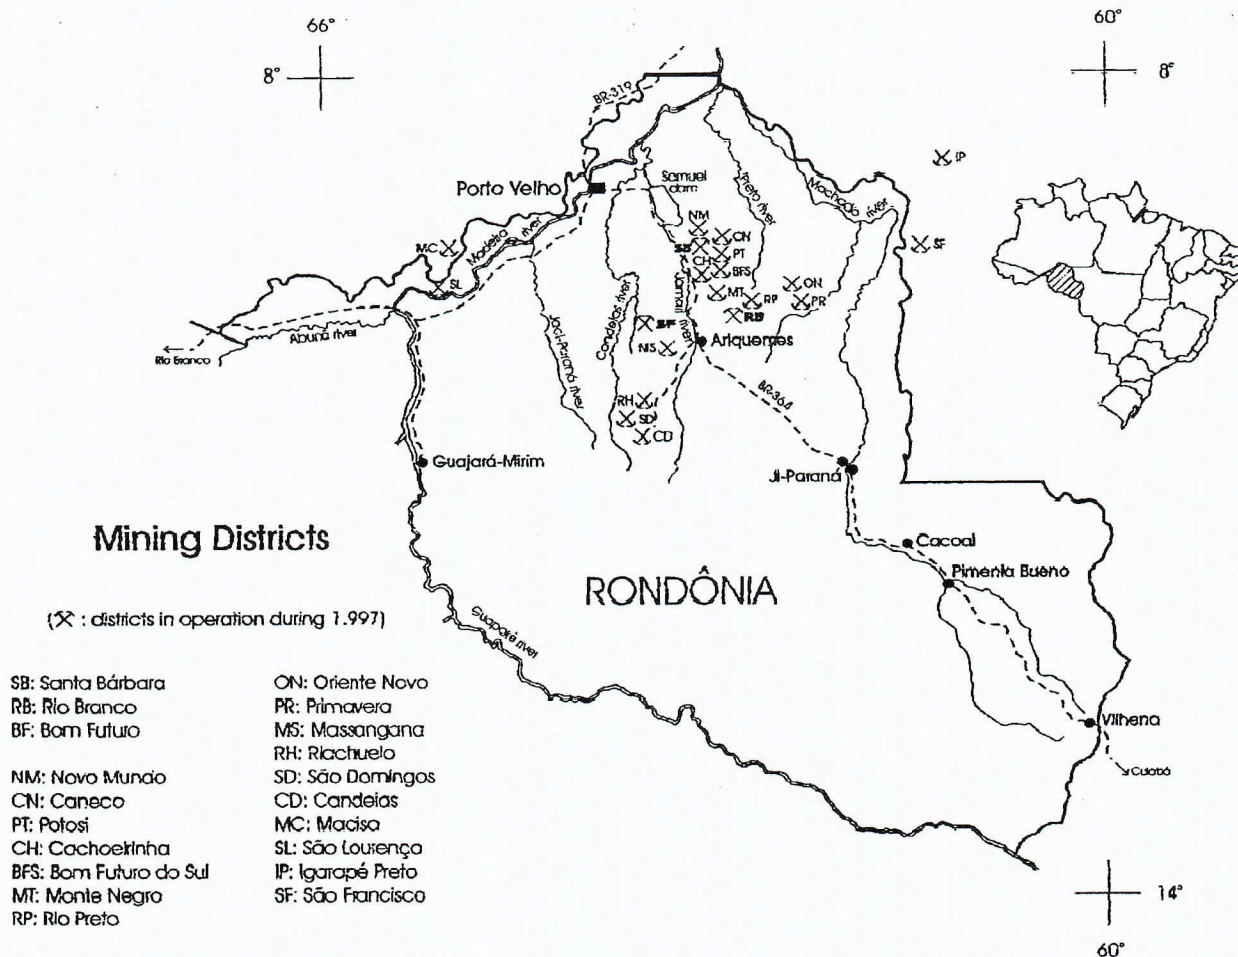 66°
60°
8°
8°
BR-319
IP
Porto Velho
Samuel
dam
Preto river
Machado
river
NM
CN
SB
PT
CH
BFS
MC
Madeira
river
SF
SL
MT
RP
ON
PR
RB
BF
Jamari
river
Candeias river
Jaci-Paraná river
Abunã river
Rio Branco
Ariquemes
MS
BR-364
RH
SD
CD
Guajará-Mirim
Ji-Paraná
Mining Districts
Cacoal
Pimenta Bueno
RONDÔNIA
(⚒ : districts in operation during 1.997)
Guaporé river
SB: Santa Bárbara
RB: Rio Branco
BF: Bom Futuro
NM: Novo Mundo
CN: Caneco
PT: Potosi
CH: Cachoeirinha
BFS: Bom Futuro do Sul
MT: Monte Negro
RP: Rio Preto
ON: Oriente Novo
PR: Primavera
MS: Massangana
RH: Riachuelo
SD: São Domingos
CD: Candeias
MC: Macisa
SL: São Lourenço
IP: Igarapé Preto
SF: São Francisco
Vilhena
Cuiabá
14°
60°